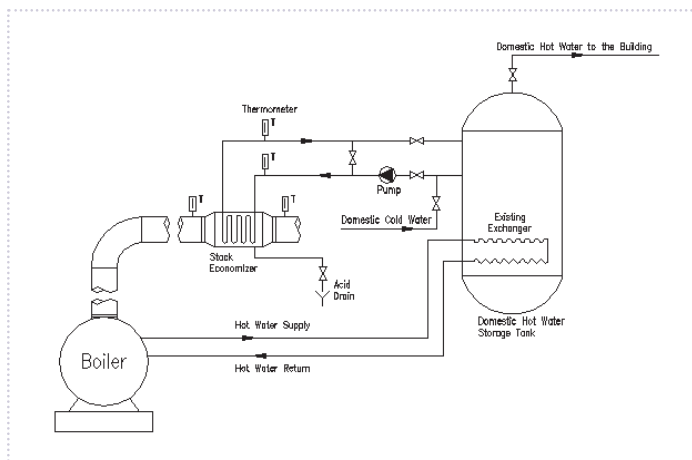 Domestic Hot Water to the Building
Thermometer
T
T
Pump
T
T
Domestic Cold Water
Existing
Exchanger
Stack
Economizer
Acid
Drain
Hot Water Supply
Domestic Hot Water
Storage Tank
Boiler
Hot Water Return